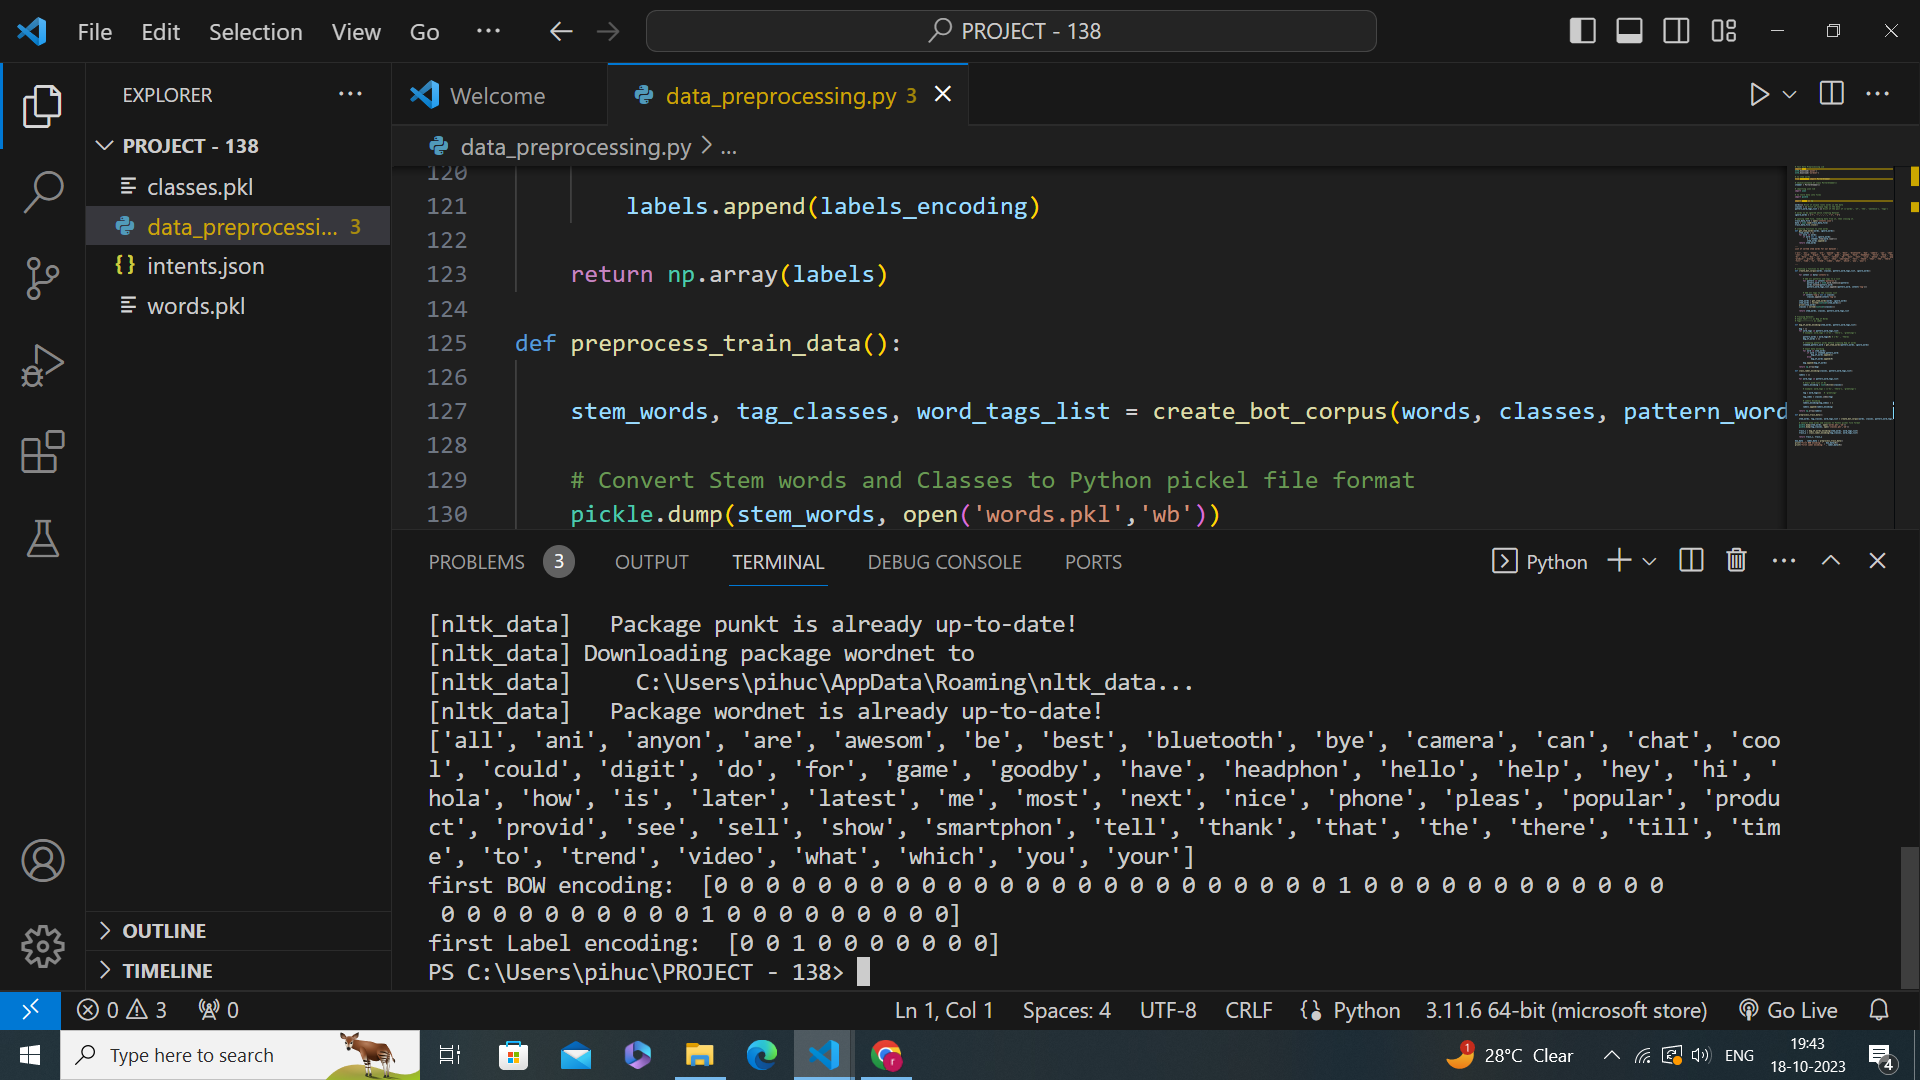 File Edit Selection View Go ... PROJECT - 138
EXPLORER ...
PROJECT - 138
classes.pkl
data_preprocessi... 3
intents.json
words.pkl
OUTLINE
TIMELINE
Welcome data_preprocessing.py 3
data_preprocessing.py > ...
120
121 labels.append(labels_encoding)
122
123 return np.array(labels)
124
125 def preprocess_train_data():
126
127 stem_words, tag_classes, word_tags_list = create_bot_corpus(words, classes, pattern_word
128
129 # Convert Stem words and Classes to Python pickel file format
130 pickle.dump(stem_words, open('words.pkl','wb'))
PROBLEMS 3 OUTPUT TERMINAL DEBUG CONSOLE PORTS Python
[nltk_data]   Package punkt is already up-to-date!
[nltk_data] Downloading package wordnet to
[nltk_data]     C:\Users\pihuc\AppData\Roaming\nltk_data...
[nltk_data]   Package wordnet is already up-to-date!
['all', 'ani', 'anyon', 'are', 'awesom', 'be', 'best', 'bluetooth', 'bye', 'camera', 'can', 'chat', 'coo
l', 'could', 'digit', 'do', 'for', 'game', 'goodby', 'have', 'headphon', 'hello', 'help', 'hey', 'hi', '
hola', 'how', 'is', 'later', 'latest', 'me', 'most', 'next', 'nice', 'phone', 'pleas', 'popular', 'produ
ct', 'provid', 'see', 'sell', 'show', 'smartphon', 'tell', 'thank', 'that', 'the', 'there', 'till', 'tim
e', 'to', 'trend', 'video', 'what', 'which', 'you', 'your']
first BOW encoding:  [0 0 0 0 0 0 0 0 0 0 0 0 0 0 0 0 0 0 0 0 0 0 0 0 1 0 0 0 0 0 0 0 0 0 0 0 0
 0 0 0 0 0 0 0 0 0 0 1 0 0 0 0 0 0 0 0 0]
first Label encoding:  [0 0 1 0 0 0 0 0 0 0]
PS C:\Users\pihuc\PROJECT - 138>
0 3 0 Ln 1, Col 1 Spaces: 4 UTF-8 CRLF Python 3.11.6 64-bit (microsoft store) Go Live
Type here to search 1 28°C Clear ENG 19:43 18-10-2023 4